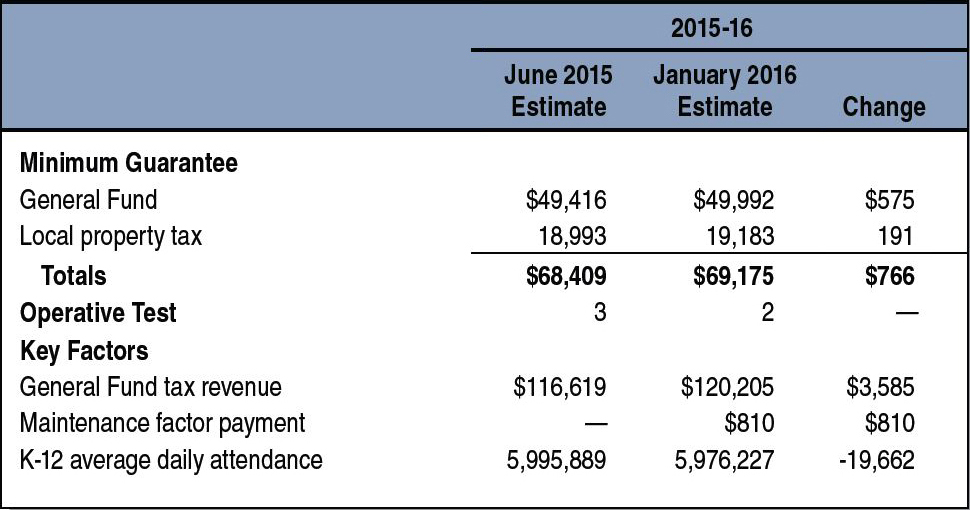 2015-16
June 2015 January 2016
Estimate Estimate Change
Minimum Guarantee
General Fund $49,416 $49,992 $575
Local property tax 18,993 19,183 191
Totals $68,409 $69,175 $766
Operative Test 3 2 —
Key Factors
General Fund tax revenue $116,619 $120,205 $3,585
Maintenance factor payment — $810 $810
K-12 average daily attendance 5,995,889 5,976,227 -19,662